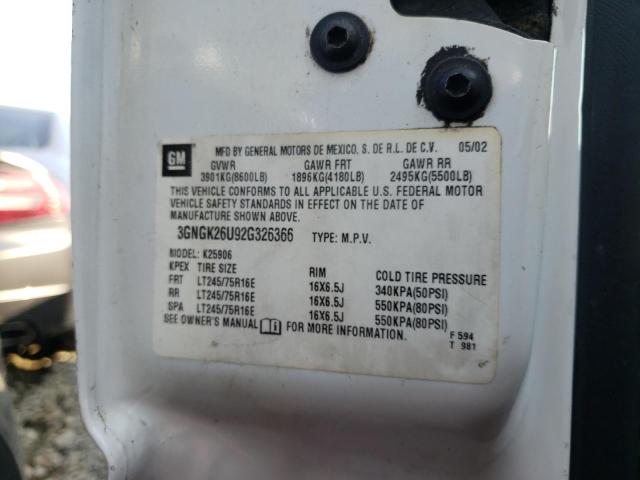 GM MFD BY GENERAL MOTORS DE MEXICO, S. DE R.L. DE C.V. 05/02
GVWR GAWR FRT GAWR RR
3901KG(8600LB) 1896KG(4180LB) 2495KG(5500LB)
THIS VEHICLE CONFORMS TO ALL APPLICABLE U.S. FEDERAL MOTOR
VEHICLE SAFETY STANDARDS IN EFFECT ON THE DATE OF
MANUFACTURE SHOWN ABOVE.
3GNGK26U92G326366 TYPE: M.P.V.
MODEL: K25906
KPEX TIRE SIZE RIM COLD TIRE PRESSURE
FRT LT245/75R16E 16X6.5J 340KPA(50PSI)
RR LT245/75R16E 16X6.5J 550KPA(80PSI)
SPA LT245/75R16E 16X6.5J 550KPA(80PSI)
SEE OWNER'S MANUAL FOR MORE INFORMATION.
F 594
T 981